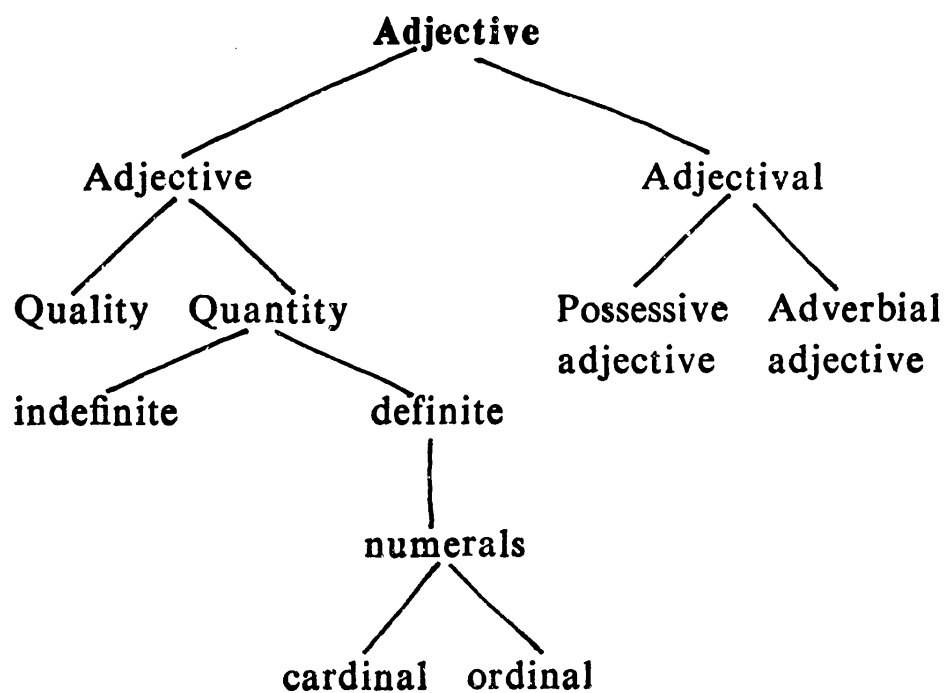 Adjective
Adjective Adjectival
Quality Quantity Possessive adjective Adverbial adjective
indefinite definite
numerals
cardinal ordinal